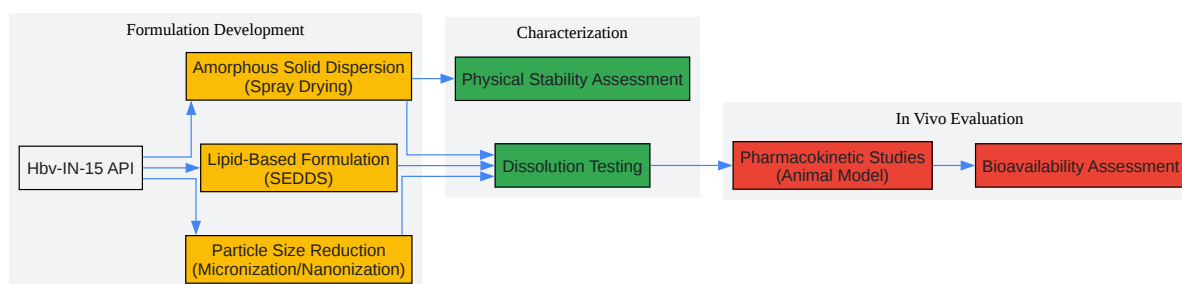 Formulation Development
Characterization
Amorphous Solid Dispersion
(Spray Drying)
Physical Stability Assessment
In Vivo Evaluation
Hbv-IN-15 API
Lipid-Based Formulation
(SEDDS)
Dissolution Testing
Pharmacokinetic Studies
(Animal Model)
Bioavailability Assessment
Particle Size Reduction
(Micronization/Nanonization)